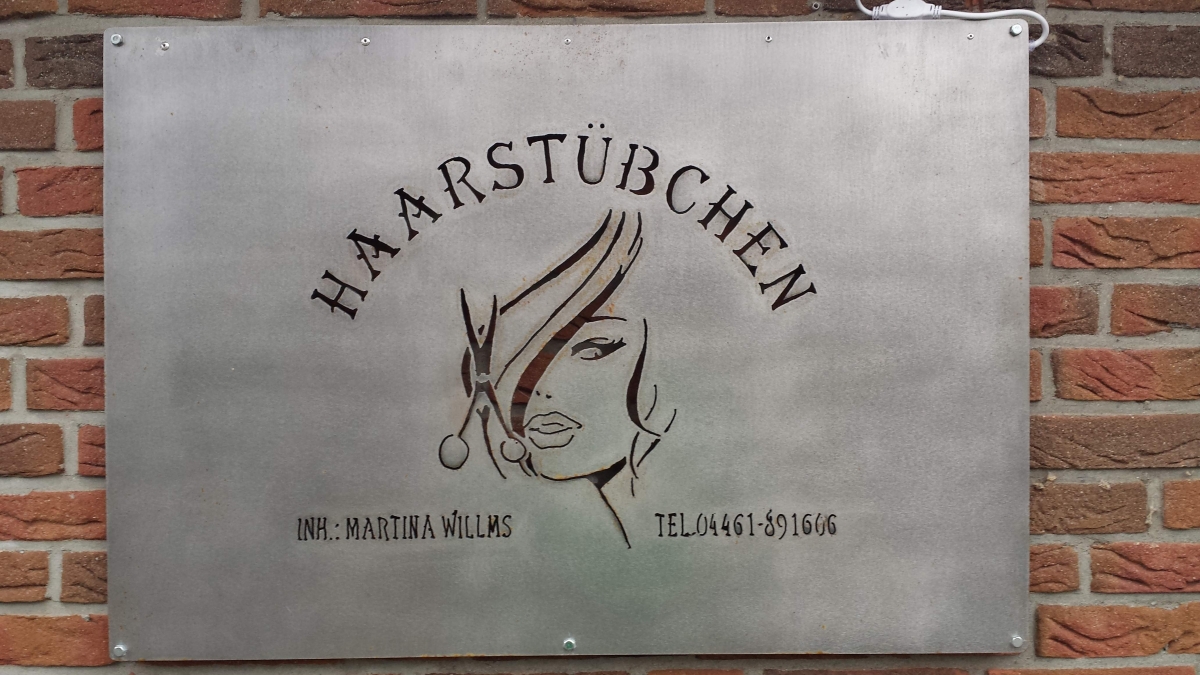 HAARSTÜBCHEN
INH.: MARTINA WILLMS
TEL.04461-891606